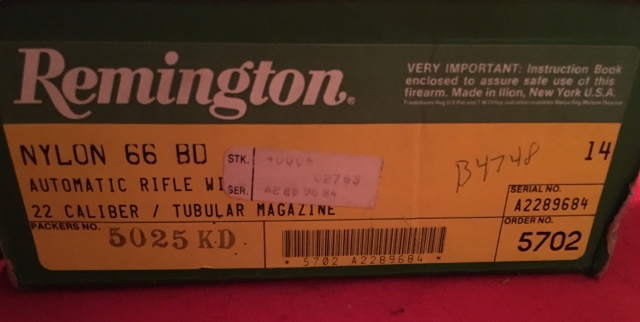 Remington®
VERY IMPORTANT: Instruction Book
enclosed to assure safe use of this
firearm. Made in Ilion, New York U.S.A.
NYLON 66 BD
STK.
C2763
SER.
B4748
14
AUTOMATIC RIFLE
22 CALIBER / TUBULAR MAGAZINE
SERIAL NO.
A2289684
PACKERS NO.
5025 KD
* 5702 A2289684 *
ORDER NO.
5702